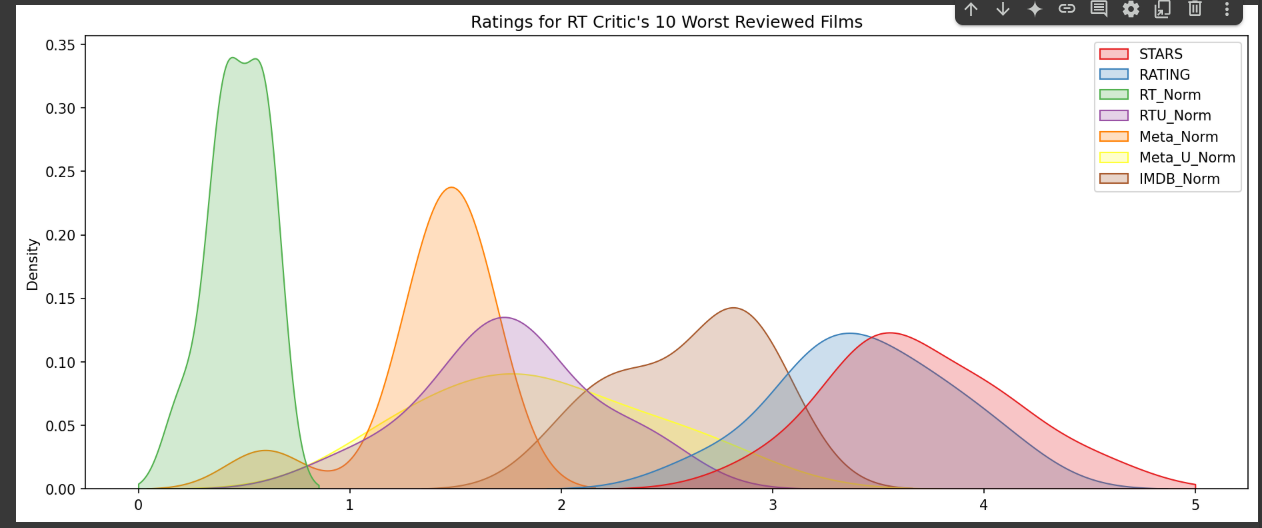 Ratings for RT Critic's 10 Worst Reviewed Films
Density
0.35
0.30
0.25
0.20
0.15
0.10
0.05
0.00
0 1 2 3 4 5
STARS
RATING
RT_Norm
RTU_Norm
Meta_Norm
Meta_U_Norm
IMDB_Norm